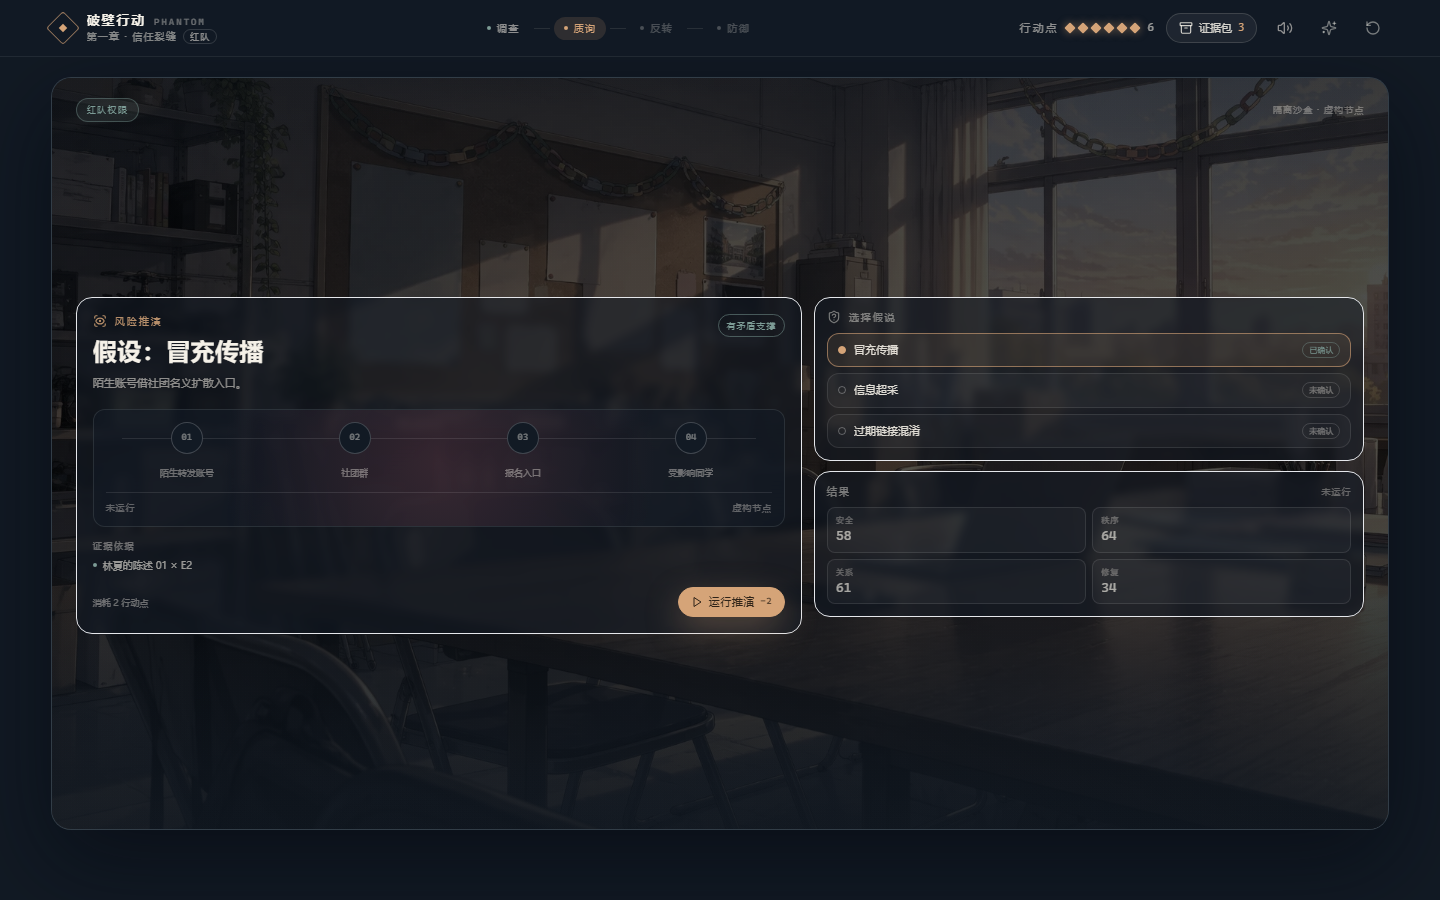 破壁行动 PHANTOM
第一章 · 信任裂缝 红队
调查
质询
反转
防御
行动点 6
证据包 3
红队权限
隔离沙盒 · 虚构节点
风险推演
有矛盾支撑
假设：冒充传播
陌生账号借社团名义扩散入口。
01
02
03
04
陌生转发账号
社团群
报名入口
受影响同学
未运行
虚构节点
证据依据
林夏的陈述 01 × E2
消耗 2 行动点
运行推演 −2
选择假说
冒充传播
已确认
信息超采
未确认
过期链接混淆
未确认
结果
未运行
安全
58
秩序
64
关系
61
修复
34